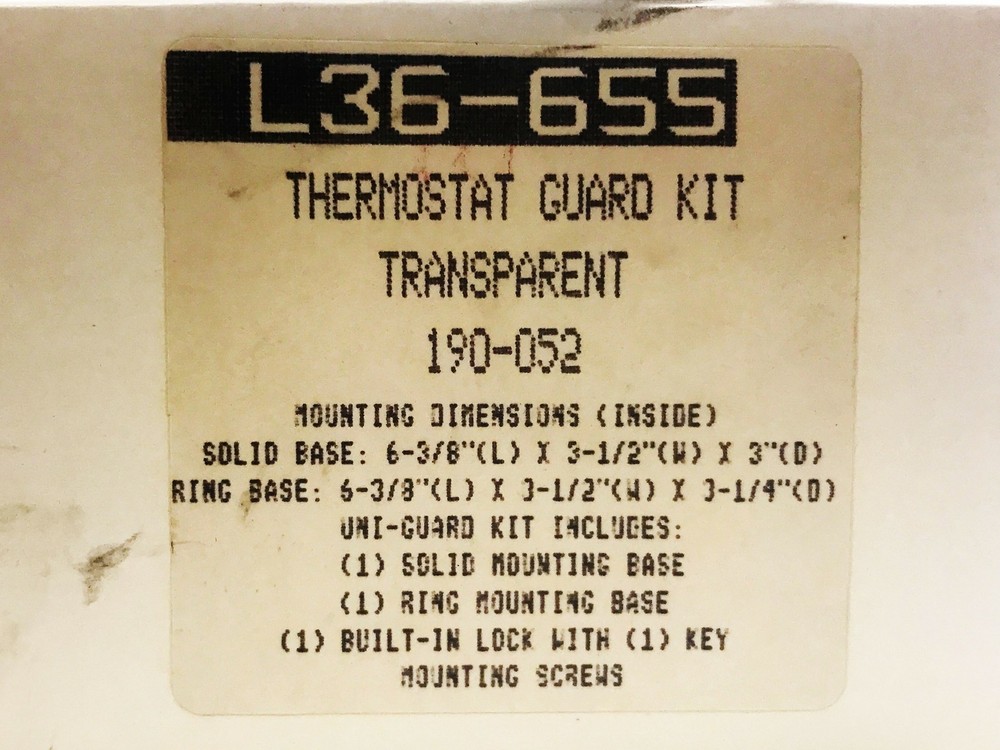 L36-655
THERMOSTAT GUARD KIT
TRANSPARENT
190-052
MOUNTING DIMENSIONS (INSIDE)
SOLID BASE: 6-3/8"(L) X 3-1/2"(W) X 3"(D)
RING BASE: 6-3/8"(L) X 3-1/2"(W) X 3-1/4"(D)
UNI-GUARD KIT INCLUDES:
(1) SOLID MOUNTING BASE
(1) RING MOUNTING BASE
(1) BUILT-IN LOCK WITH (1) KEY
MOUNTING SCREWS